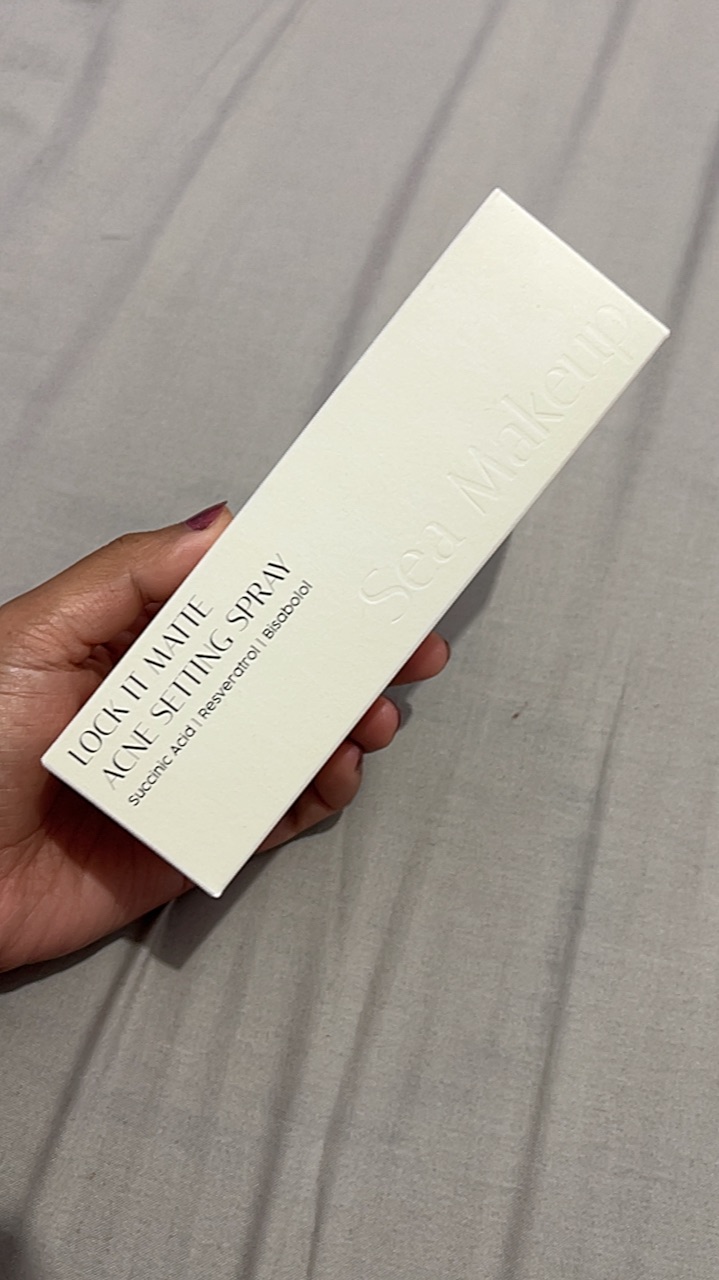 LOCK IT MATTE
ACNE SETTING SPRAY
Succinic Acid | Resveratrol | Bisabolol
Sea Makeup